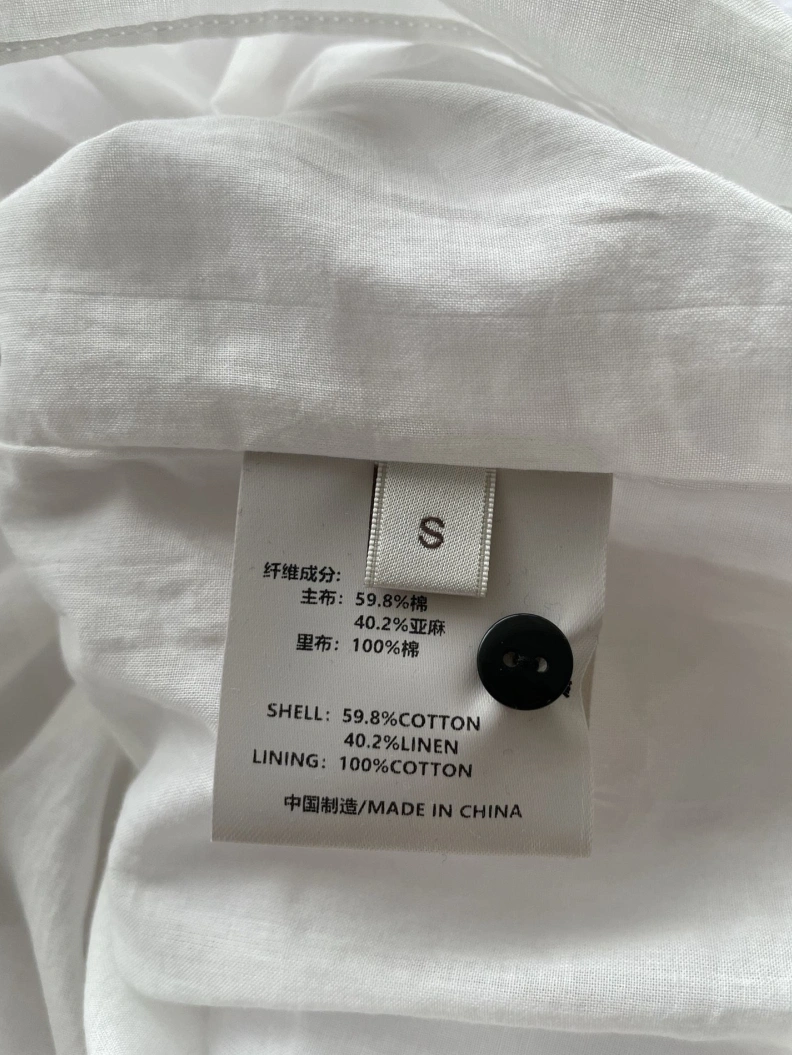 S
纤维成分:
主布: 59.8%棉
40.2%亚麻
里布: 100%棉
SHELL: 59.8%COTTON
40.2%LINEN
LINING: 100%COTTON
中国制造/MADE IN CHINA